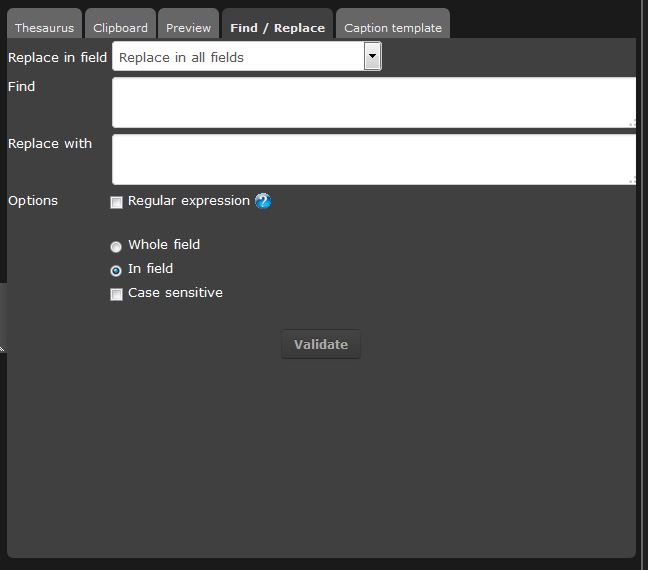 Thesaurus Clipboard Preview Find / Replace Caption template
Replace in field Replace in all fields
Find
Replace with
Options Regular expression ?
Whole field
In field
Case sensitive
Validate